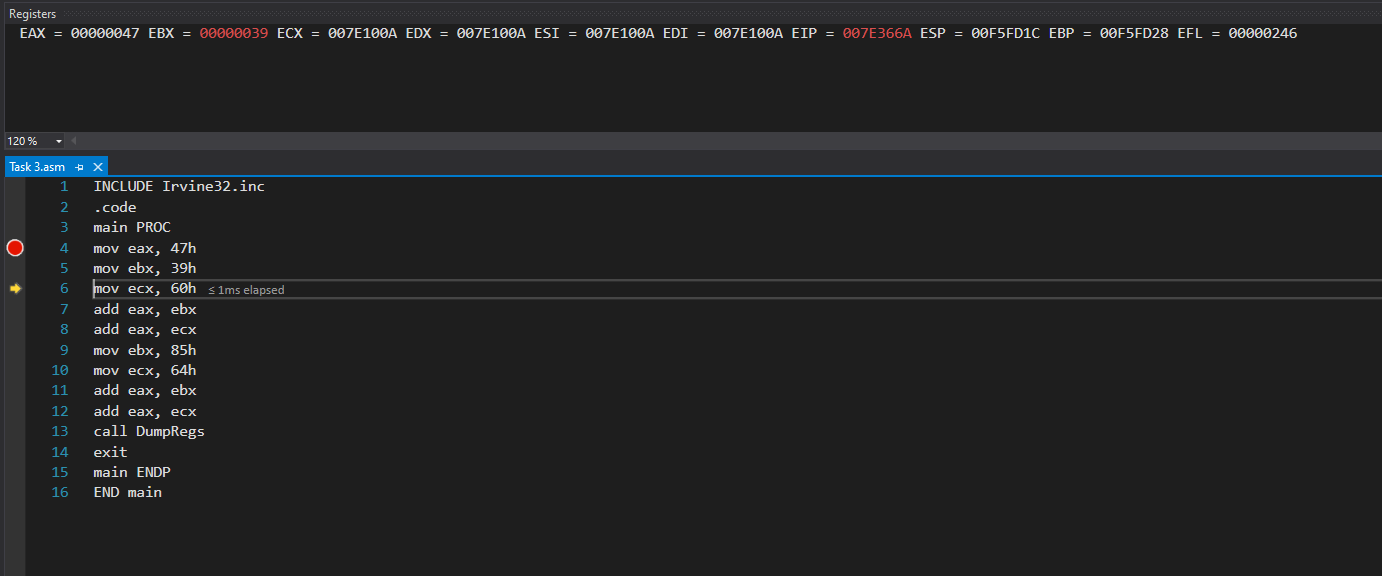 Registers
EAX = 00000047 EBX = 00000039 ECX = 007E100A EDX = 007E100A ESI = 007E100A EDI = 007E100A EIP = 007E366A ESP = 00F5FD1C EBP = 00F5FD28 EFL = 00000246
120 %
Task 3.asm
1 INCLUDE Irvine32.inc
2 .code
3 main PROC
4 mov eax, 47h
5 mov ebx, 39h
6 mov ecx, 60h ≤ 1ms elapsed
7 add eax, ebx
8 add eax, ecx
9 mov ebx, 85h
10 mov ecx, 64h
11 add eax, ebx
12 add eax, ecx
13 call DumpRegs
14 exit
15 main ENDP
16 END main